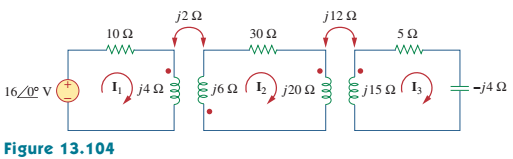 j2 Ω
j12 Ω
10 Ω
30 Ω
5 Ω
16/0° V
+
−
I1
j4 Ω
j6 Ω
I2
j20 Ω
j15 Ω
I3
−j4 Ω
Figure 13.104